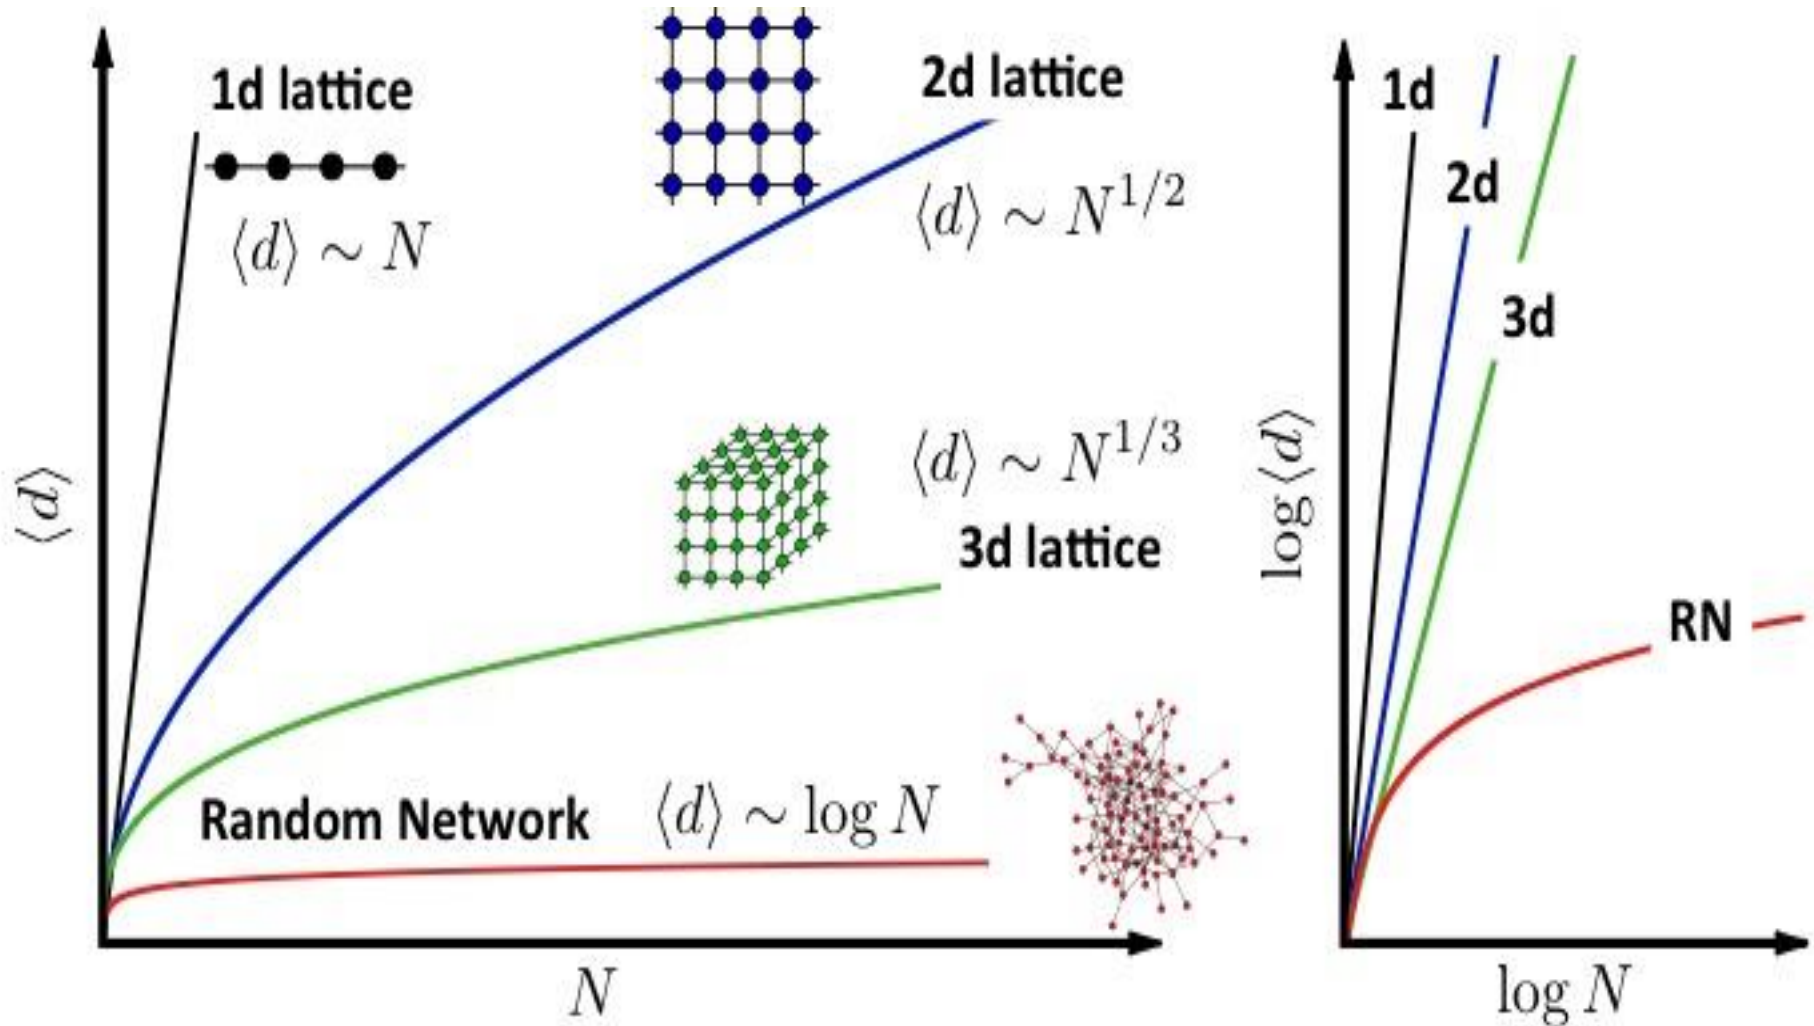 1d lattice
⟨d⟩ ∼ N
2d lattice
⟨d⟩ ∼ N^{1/2}
⟨d⟩ ∼ N^{1/3}
3d lattice
Random Network
⟨d⟩ ∼ log N
⟨d⟩
N
1d
2d
3d
RN
log⟨d⟩
log N